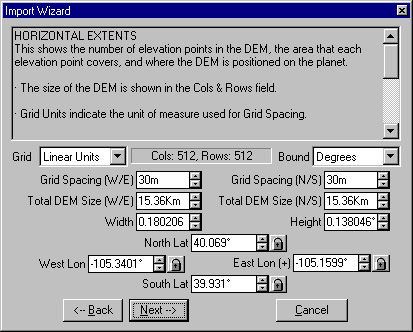 Import Wizard
HORIZONTAL EXTENTS
This shows the number of elevation points in the DEM, the area that each
elevation point covers, and where the DEM is positioned on the planet.
· The size of the DEM is shown in the Cols & Rows field.
· Grid Units indicate the unit of measure used for Grid Spacing.
Grid Linear Units Cols: 512, Rows: 512 Bound Degrees
Grid Spacing (W/E) 30m Grid Spacing (N/S) 30m
Total DEM Size (W/E) 15.36Km Total DEM Size (N/S) 15.36Km
Width 0.180206 Height 0.138046°
North Lat 40.069°
West Lon -105.3401° East Lon (+) -105.1599°
South Lat 39.931°
<-- Back Next --> Cancel